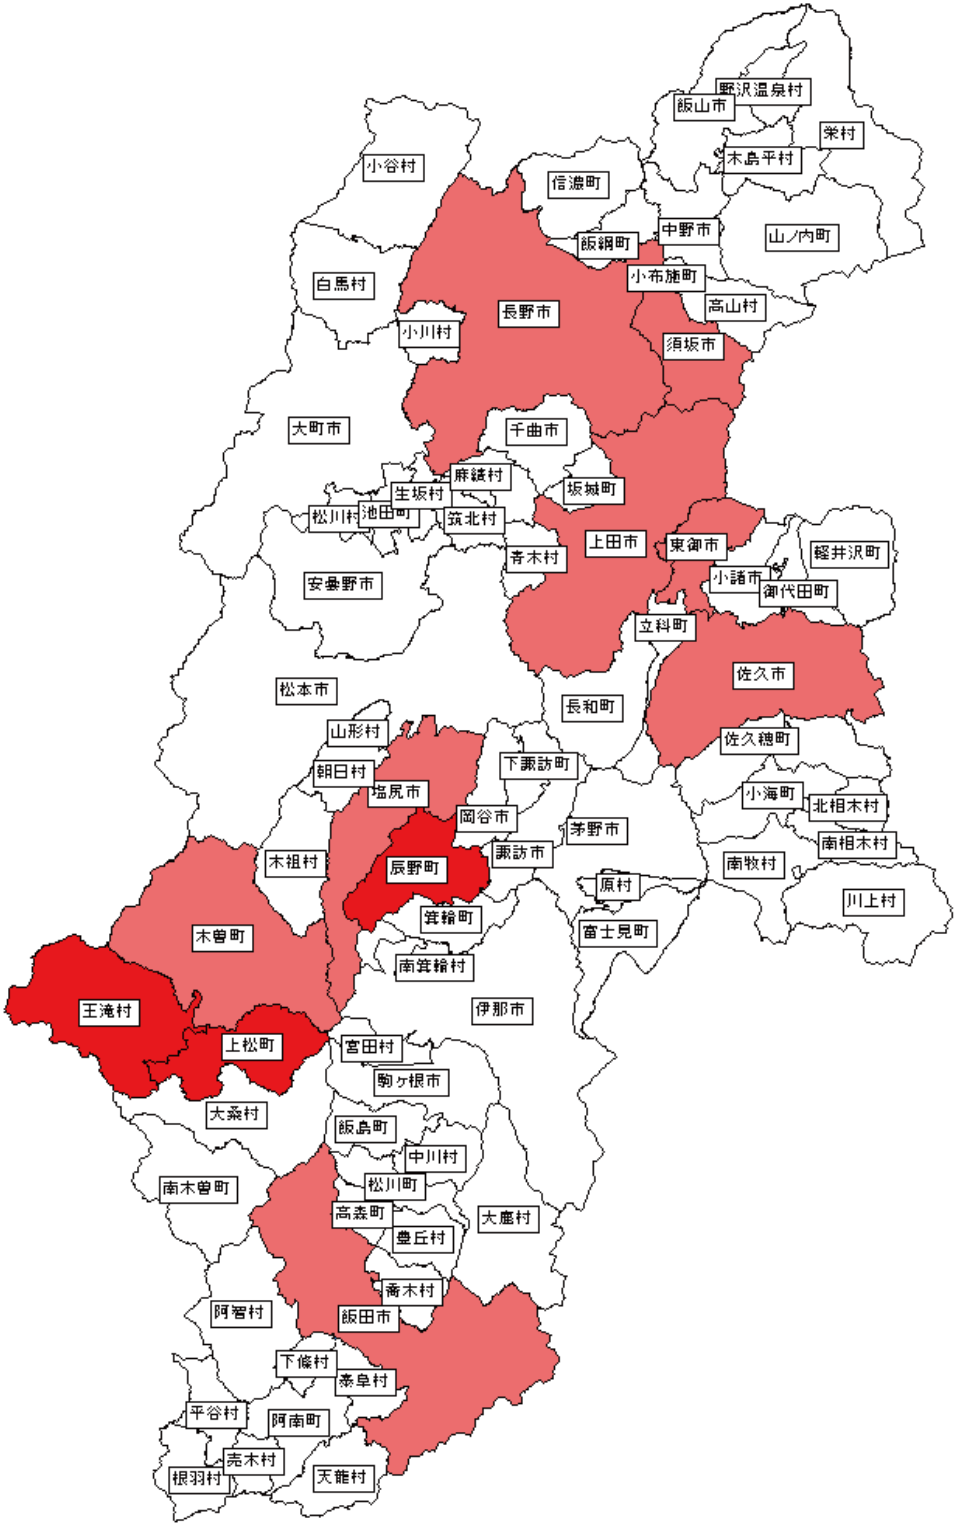 野沢温泉村
飯山市
栄村
木島平村
小谷村
信濃町
中野市
山ノ内町
飯綱町
小布施町
白馬村
高山村
長野市
小川村
須坂市
大町市
千曲市
麻績村
坂城町
生坂村
池田町
松川村
筑北村
上田市
東御市
軽井沢町
青木村
小諸市
安曇野市
御代田町
立科町
佐久市
松本市
長和町
山形村
佐久穂町
下諏訪町
朝日村
塩尻市
小海町
北相木村
岡谷市
茅野市
南相木村
諏訪市
木祖村
辰野町
南牧村
原村
川上村
箕輪町
富士見町
木曽町
南箕輪村
王滝村
伊那市
上松町
宮田村
駒ヶ根市
大桑村
飯島町
中川村
松川町
南木曽町
高森町
大鹿村
豊丘村
喬木村
阿智村
飯田市
下條村
泰阜村
平谷村
阿南町
売木村
根羽村
天龍村